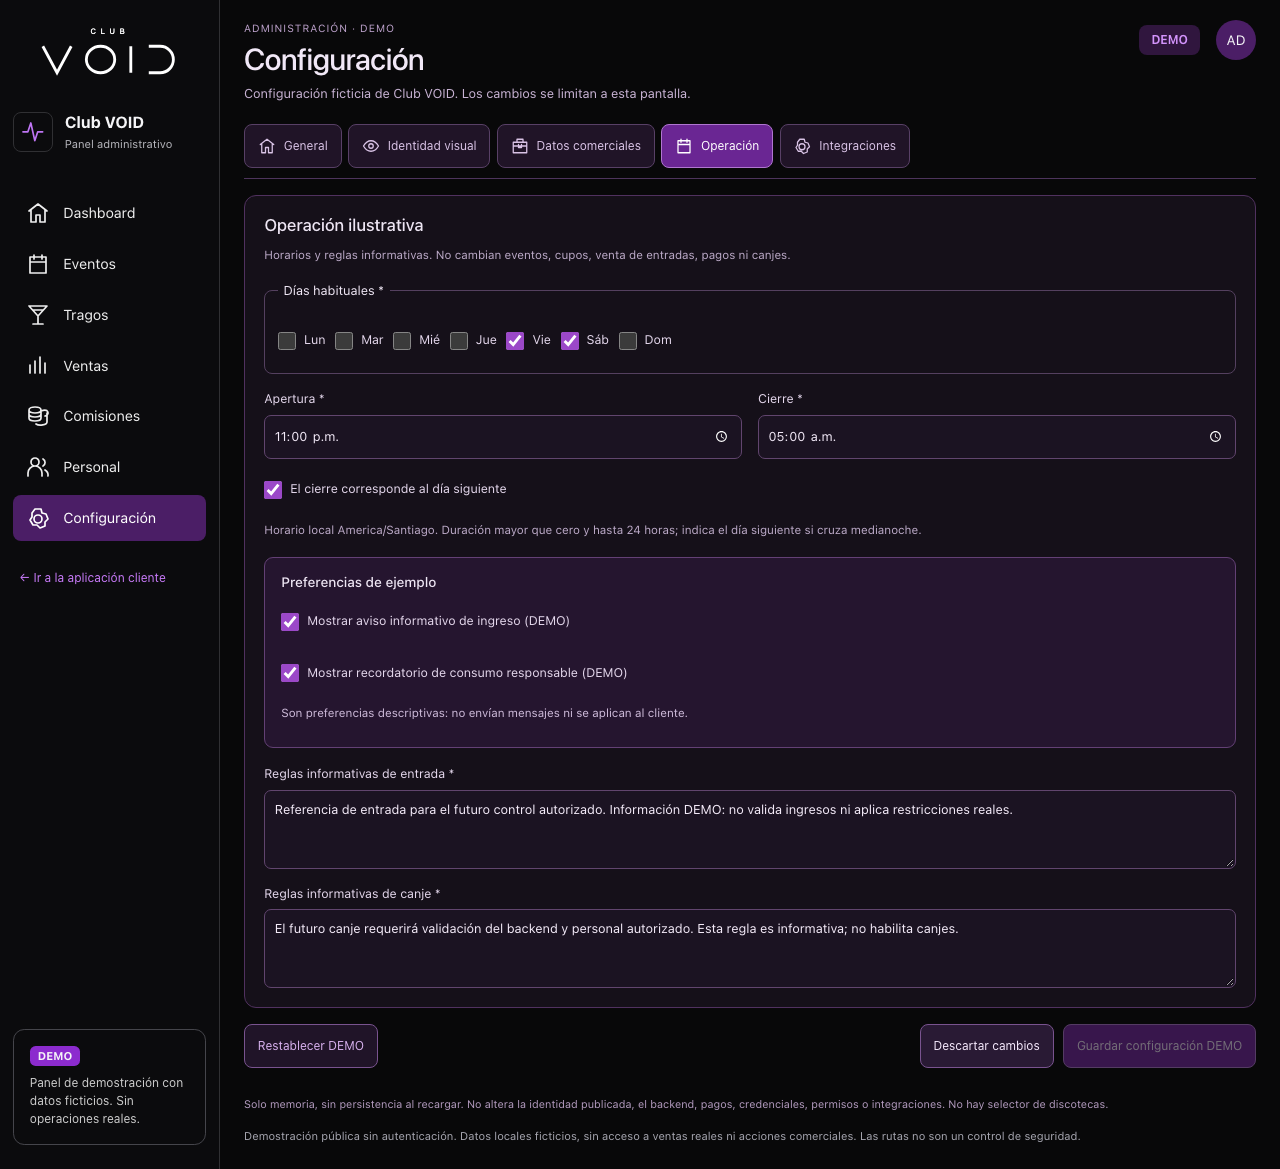 CLUB
VOID
Club VOID
Panel administrativo
Dashboard
Eventos
Tragos
Ventas
Comisiones
Personal
Configuración
← Ir a la aplicación cliente
DEMO
Panel de demostración con
datos ficticios. Sin
operaciones reales.
ADMINISTRACIÓN · DEMO
Configuración
Configuración ficticia de Club VOID. Los cambios se limitan a esta pantalla.
DEMO
AD
General
Identidad visual
Datos comerciales
Operación
Integraciones
Operación ilustrativa
Horarios y reglas informativas. No cambian eventos, cupos, venta de entradas, pagos ni canjes.
Días habituales *
Lun Mar Mié Jue Vie Sáb Dom
Apertura *
11:00 p.m.
Cierre *
05:00 a.m.
El cierre corresponde al día siguiente
Horario local America/Santiago. Duración mayor que cero y hasta 24 horas; indica el día siguiente si cruza medianoche.
Preferencias de ejemplo
Mostrar aviso informativo de ingreso (DEMO)
Mostrar recordatorio de consumo responsable (DEMO)
Son preferencias descriptivas: no envían mensajes ni se aplican al cliente.
Reglas informativas de entrada *
Referencia de entrada para el futuro control autorizado. Información DEMO: no valida ingresos ni aplica restricciones reales.
Reglas informativas de canje *
El futuro canje requerirá validación del backend y personal autorizado. Esta regla es informativa; no habilita canjes.
Restablecer DEMO
Descartar cambios
Guardar configuración DEMO
Solo memoria, sin persistencia al recargar. No altera la identidad publicada, el backend, pagos, credenciales, permisos o integraciones. No hay selector de discotecas.
Demostración pública sin autenticación. Datos locales ficticios, sin acceso a ventas reales ni acciones comerciales. Las rutas no son un control de seguridad.